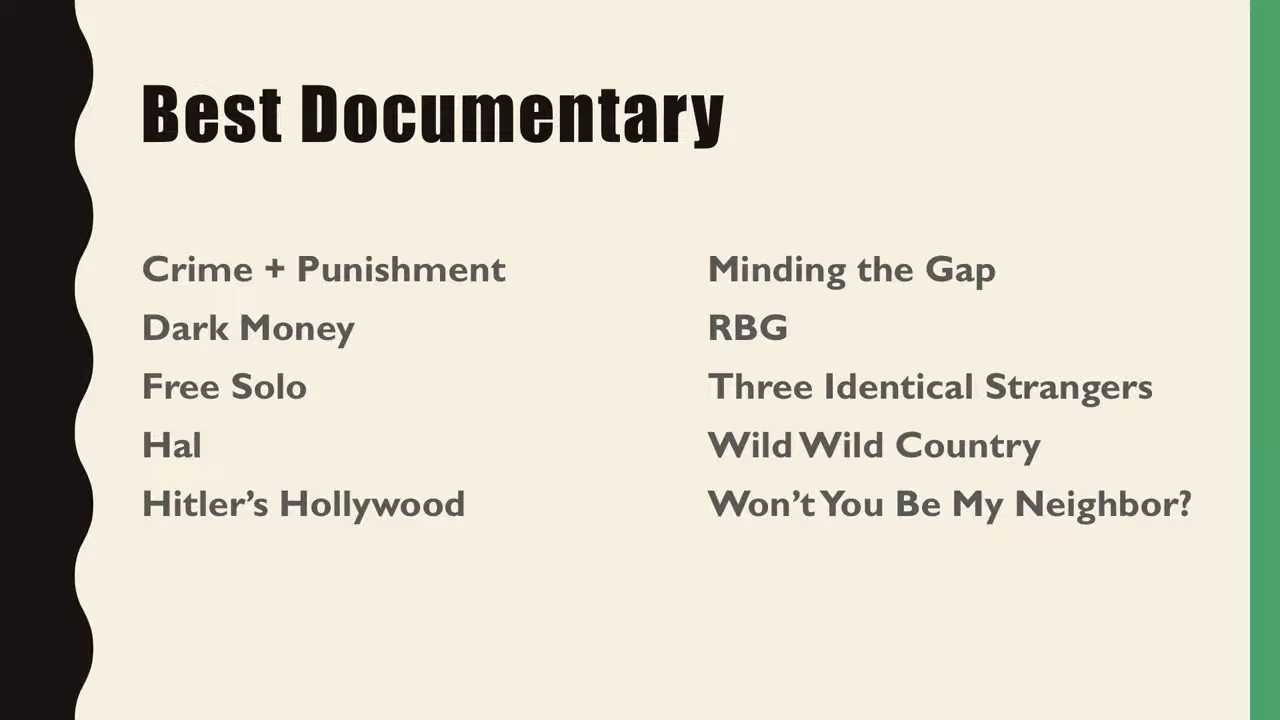 Best Documentary
Crime + Punishment
Dark Money
Free Solo
Hal
Hitler’s Hollywood
Minding the Gap
RBG
Three Identical Strangers
Wild Wild Country
Won’t You Be My Neighbor?